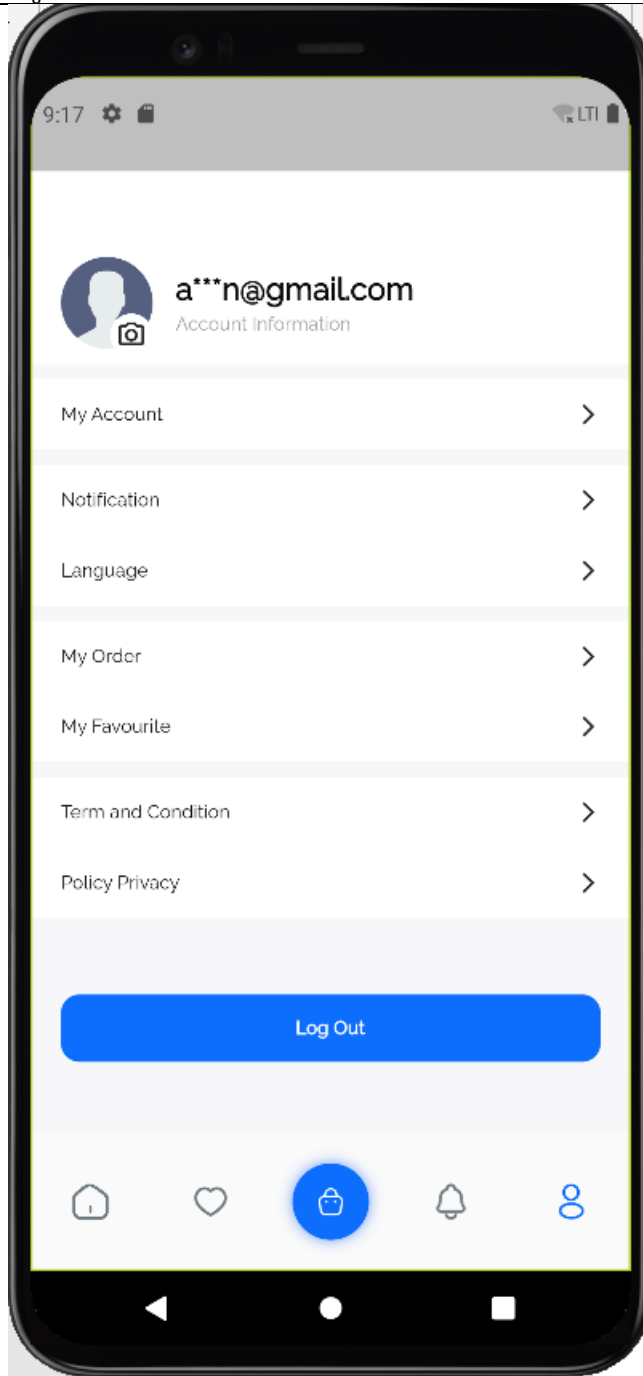 9:17 LTI
a***n@gmail.com
Account Information
My Account
Notification
Language
My Order
My Favourite
Term and Condition
Policy Privacy
Log Out